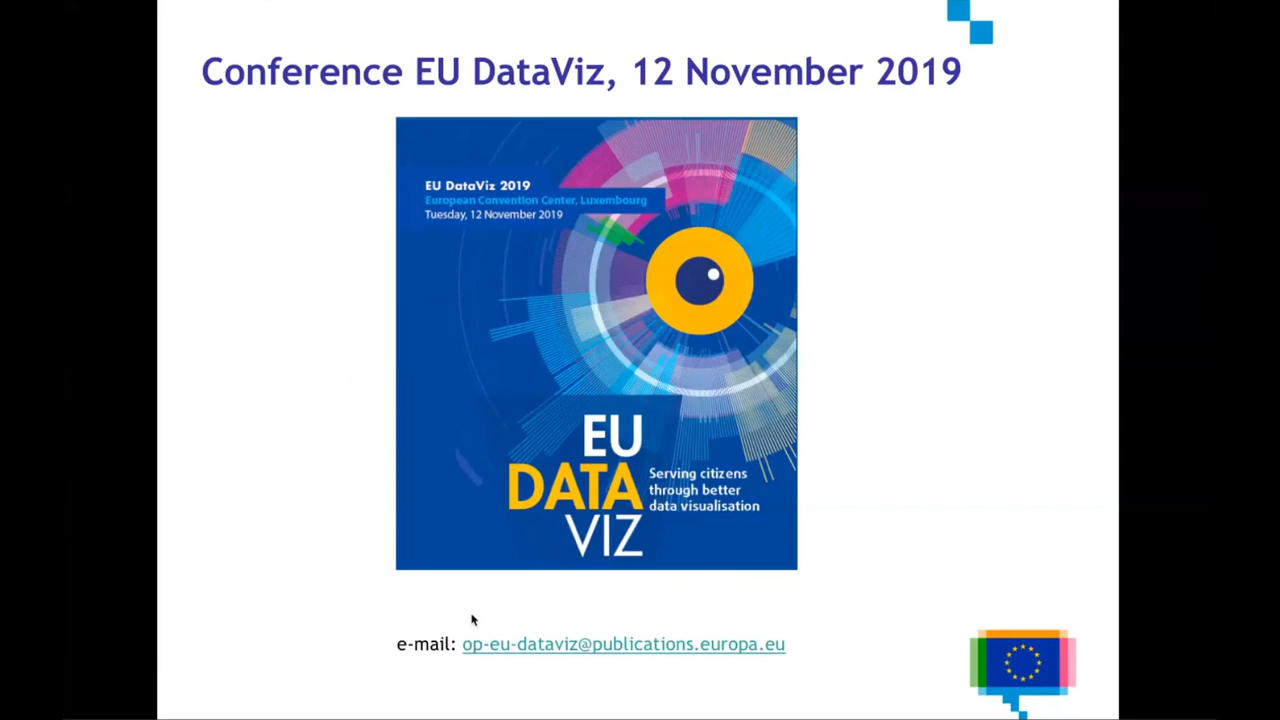 Conference EU DataViz, 12 November 2019
EU DataViz 2019
European Convention Center, Luxembourg
Tuesday, 12 November 2019
EU
DATA
VIZ
Serving citizens
through better
data visualisation
e-mail: op-eu-dataviz@publications.europa.eu